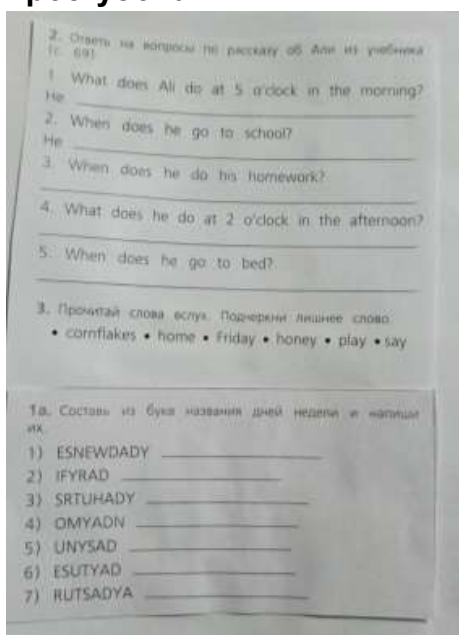 2. Ответь на вопросы по рассказу об Али из учебника
(с. 69)
1. What does Ali do at 5 o'clock in the morning?
He
2. When does he go to school?
He
3. When does he do his homework?
4. What does he do at 2 o'clock in the afternoon?
5. When does he go to bed?
3. Прочитай слова вслух. Подчеркни лишнее слово.
• cornflakes • home • Friday • honey • play • say
1a. Составь из букв названия дней недели и напиши
их.
1) ESNEWDADY
2) IFYRAD
3) SRTUHADY
4) OMYADN
5) UNYSAD
6) ESUTYAD
7) RUTSADYA